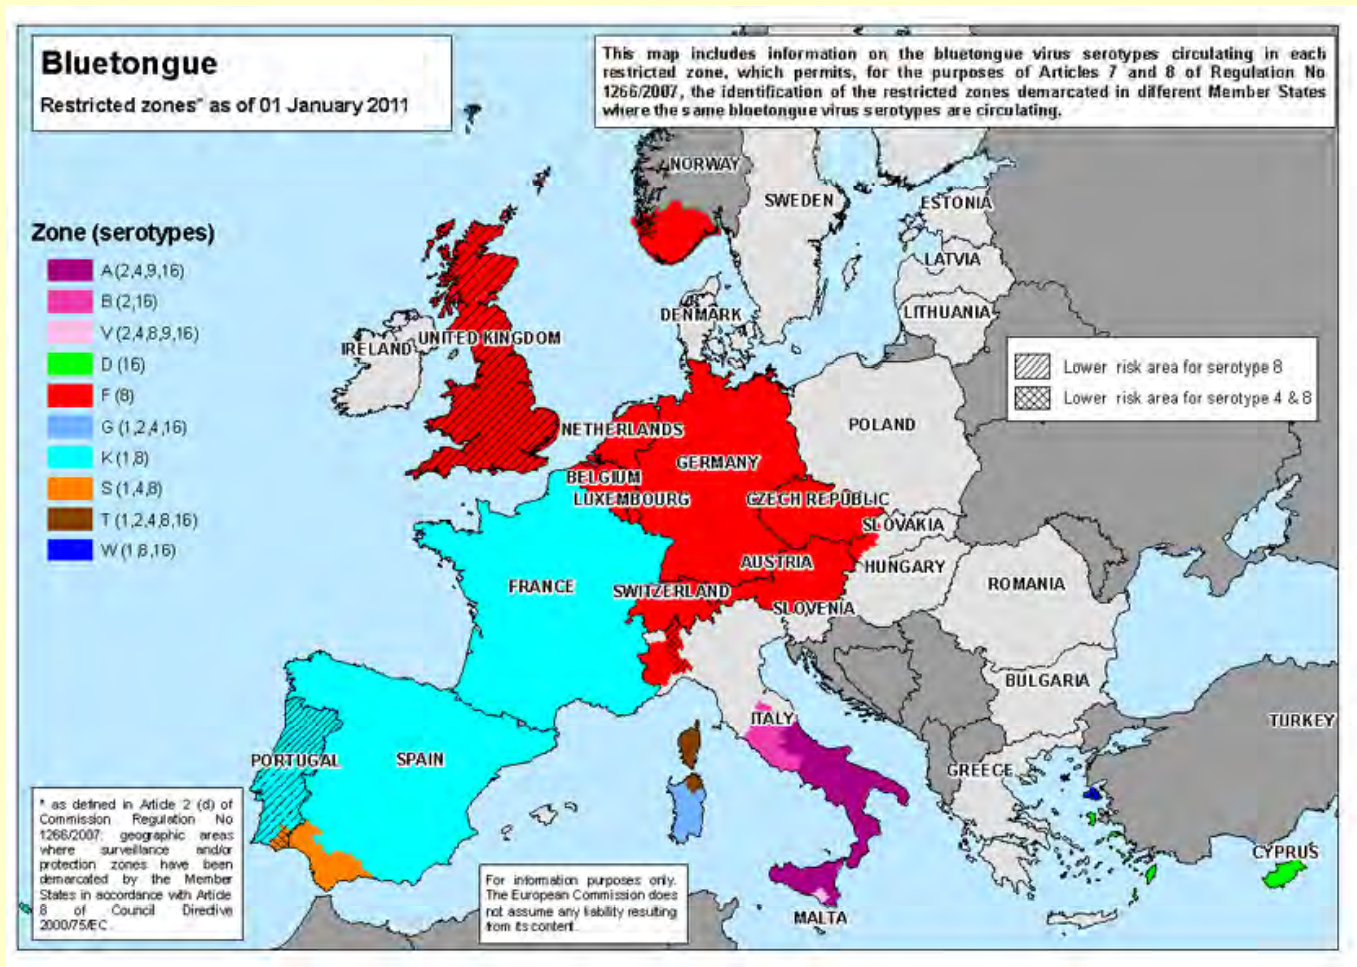 Bluetongue
Restricted zones* as of 01 January 2011
This map includes information on the bluetongue virus serotypes circulating in each
restricted zone, which permits, for the purposes of Articles 7 and 8 of Regulation No
1266/2007, the identification of the restricted zones demarcated in different Member States
where the same bluetongue virus serotypes are circulating.
Zone (serotypes)
A (2,4,9,16)
B (2,16)
V (2,4,8,9,16)
D (16)
F (8)
G (1,2,4,16)
K (1,8)
S (1,4,8)
T (1,2,4,8,16)
W (1,8,16)
NORWAY
SWEDEN
ESTONIA
LATVIA
LITHUANIA
DENMARK
IRELAND
UNITED KINGDOM
Lower risk area for serotype 8
Lower risk area for serotype 4 & 8
NETHERLANDS
POLAND
BELGIUM
GERMANY
LUXEMBOURG
CZECH REPUBLIC
SLOVAKIA
FRANCE
AUSTRIA
HUNGARY
SWITZERLAND
ROMANIA
SLOVENIA
BULGARIA
ITALY
TURKEY
PORTUGAL
SPAIN
GREECE
CYPRUS
MALTA
* as defined in Article 2 (d) of
Commission Regulation No
1266/2007: geographic areas
where surveillance and/or
protection zones have been
demarcated by the Member
States in accordance with Article
8 of Council Directive
2000/75/EC.
For information purposes only.
The European Commission does
not assume any liability resulting
from its content.